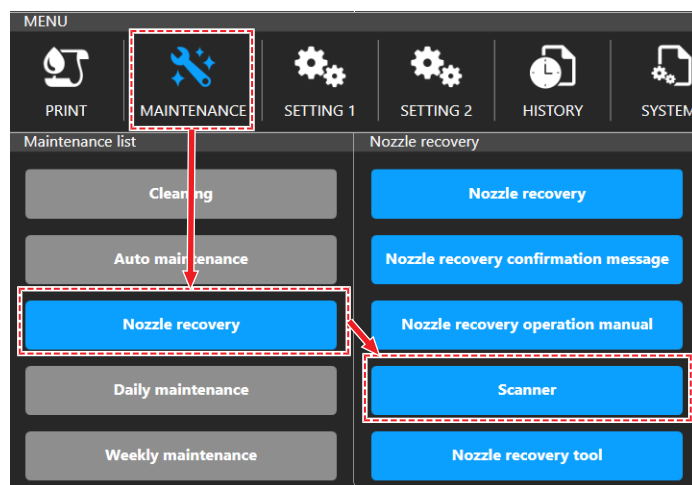 MENU
PRINT
MAINTENANCE
SETTING 1
SETTING 2
HISTORY
SYSTEM
Maintenance list
Cleaning
Auto maintenance
Nozzle recovery
Daily maintenance
Weekly maintenance
Nozzle recovery
Nozzle recovery
Nozzle recovery confirmation message
Nozzle recovery operation manual
Scanner
Nozzle recovery tool